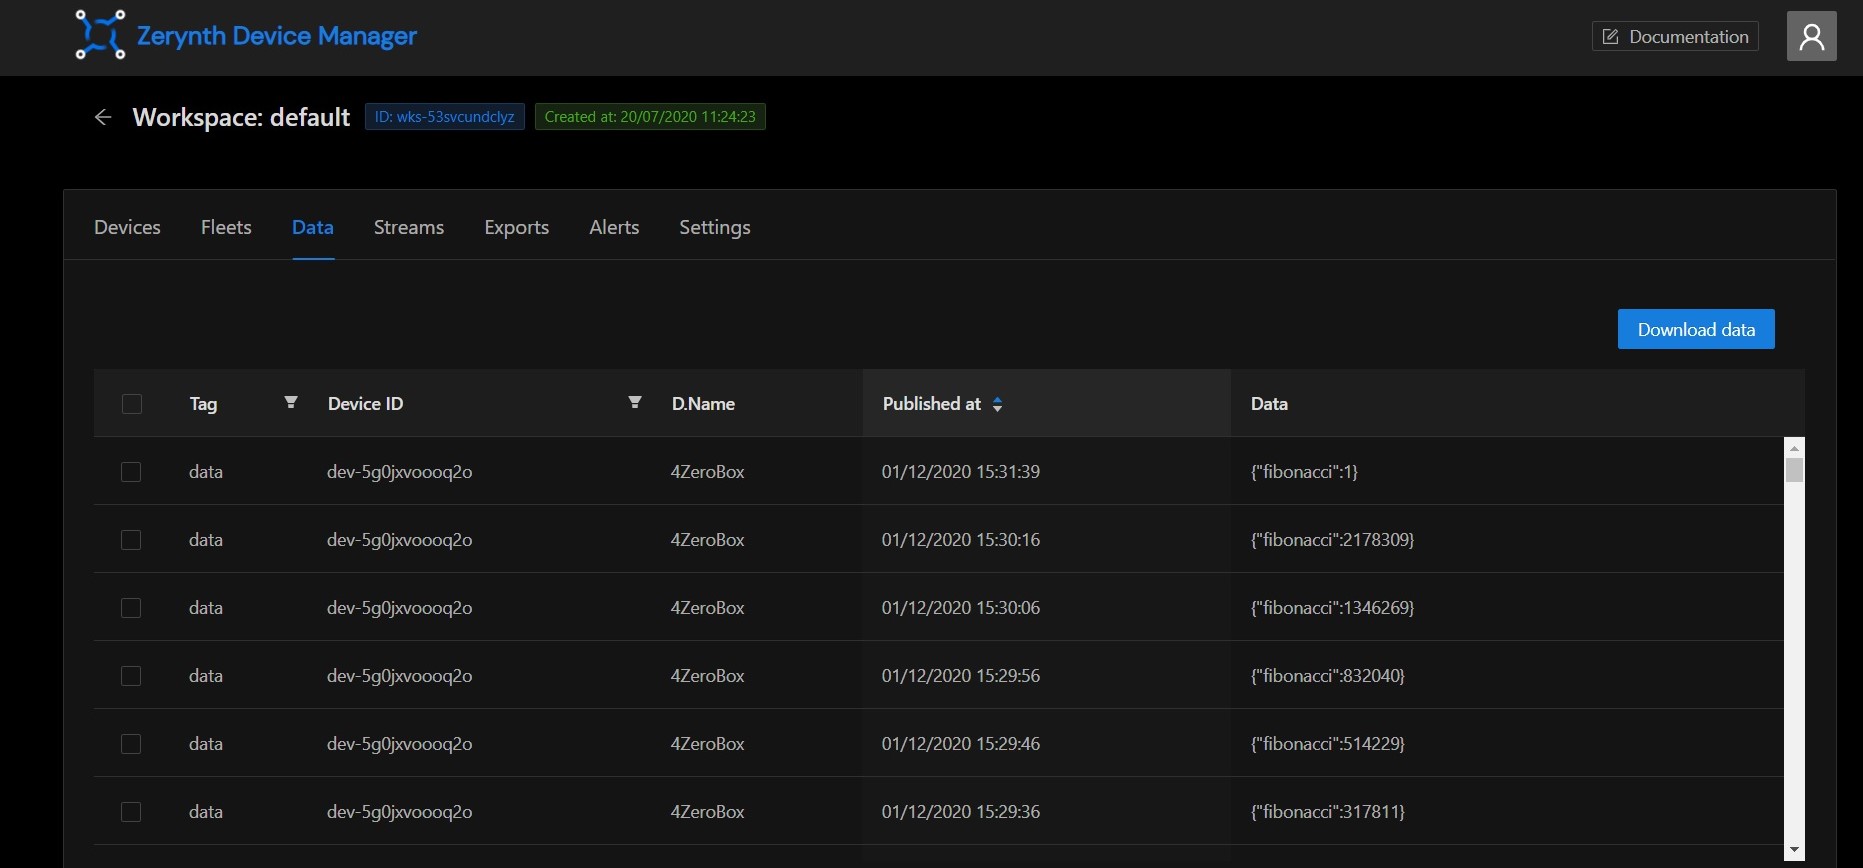 Zerynth Device Manager
Documentation
Workspace: default ID: wks-53svcundclyz Created at: 20/07/2020 11:24:23
Devices Fleets Data Streams Exports Alerts Settings
Download data
Tag Device ID D.Name Published at Data
data dev-5g0jxvoooq2o 4ZeroBox 01/12/2020 15:31:39 {"fibonacci":1}
data dev-5g0jxvoooq2o 4ZeroBox 01/12/2020 15:30:16 {"fibonacci":2178309}
data dev-5g0jxvoooq2o 4ZeroBox 01/12/2020 15:30:06 {"fibonacci":1346269}
data dev-5g0jxvoooq2o 4ZeroBox 01/12/2020 15:29:56 {"fibonacci":832040}
data dev-5g0jxvoooq2o 4ZeroBox 01/12/2020 15:29:46 {"fibonacci":514229}
data dev-5g0jxvoooq2o 4ZeroBox 01/12/2020 15:29:36 {"fibonacci":317811}